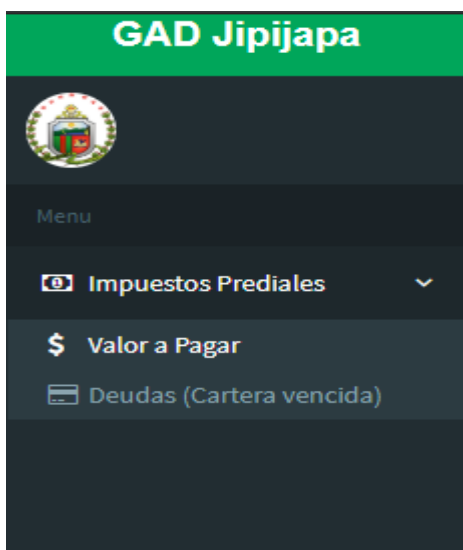 GAD Jipijapa
Menu
Impuestos Prediales
Valor a Pagar
Deudas (Cartera vencida)